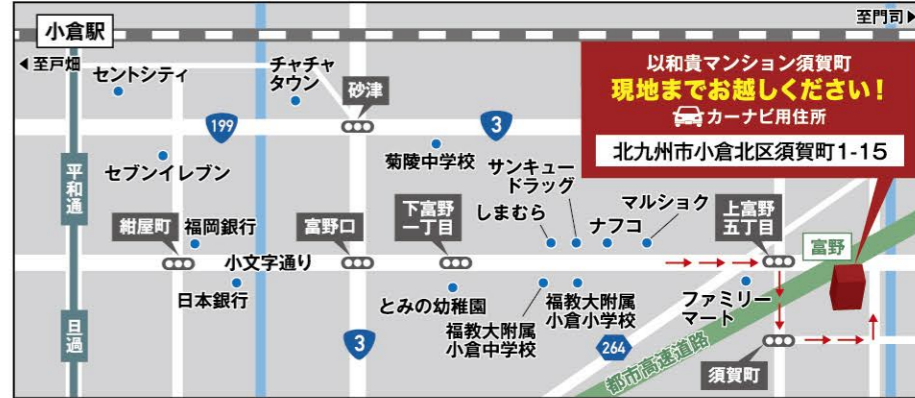 小倉駅
至門司▶
◀至戸畑
セントシティ
チャチャ
タウン
砂津
199
3
以和貴マンション須賀町
現地までお越しください!
カーナビ用住所
北九州市小倉北区須賀町1-15
平和通
セブンイレブン
菊陵中学校
サンキュー
ドラッグ
しまむら
ナフコ
マルショク
紺屋町
福岡銀行
富野口
下富野
一丁目
上富野
五丁目
富野
小文字通り
日本銀行
とみの幼稚園
福教大附属
小倉中学校
福教大附属
小倉小学校
ファミリー
マート
旦過
3
264
都市高速道路
須賀町